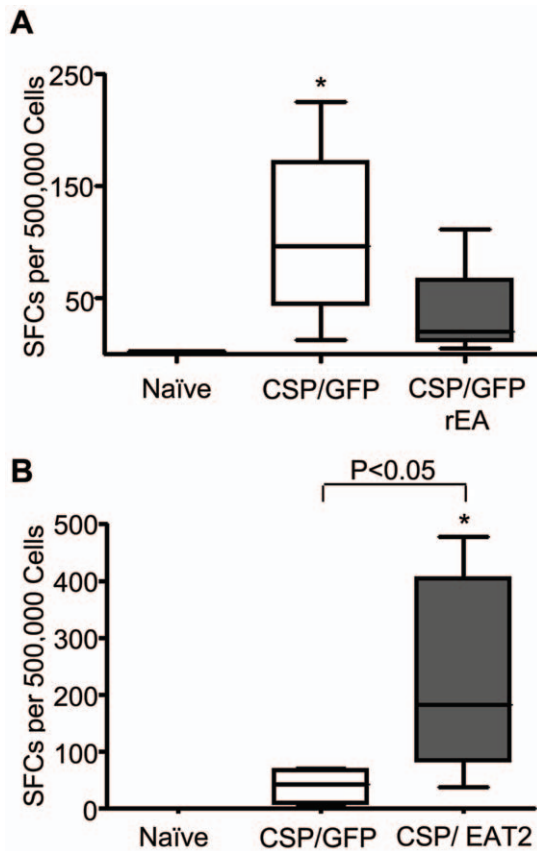 A
SFCs per 500,000 Cells
250
150
50
*
Naïve
CSP/GFP
CSP/GFP
rEA
B
P<0.05
*
SFCs per 500,000 Cells
500
400
300
200
100
0
Naïve
CSP/GFP
CSP/ EAT2